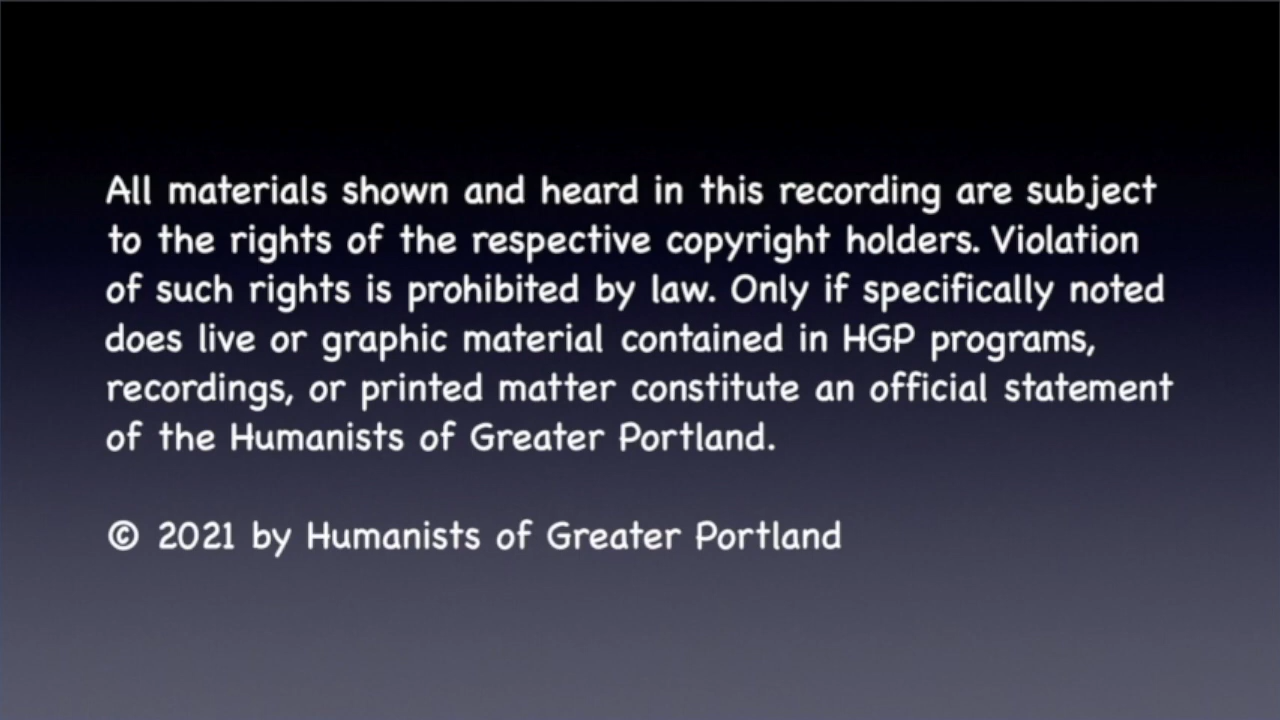 All materials shown and heard in this recording are subject
to the rights of the respective copyright holders. Violation
of such rights is prohibited by law. Only if specifically noted
does live or graphic material contained in HGP programs,
recordings, or printed matter constitute an official statement
of the Humanists of Greater Portland.
© 2021 by Humanists of Greater Portland